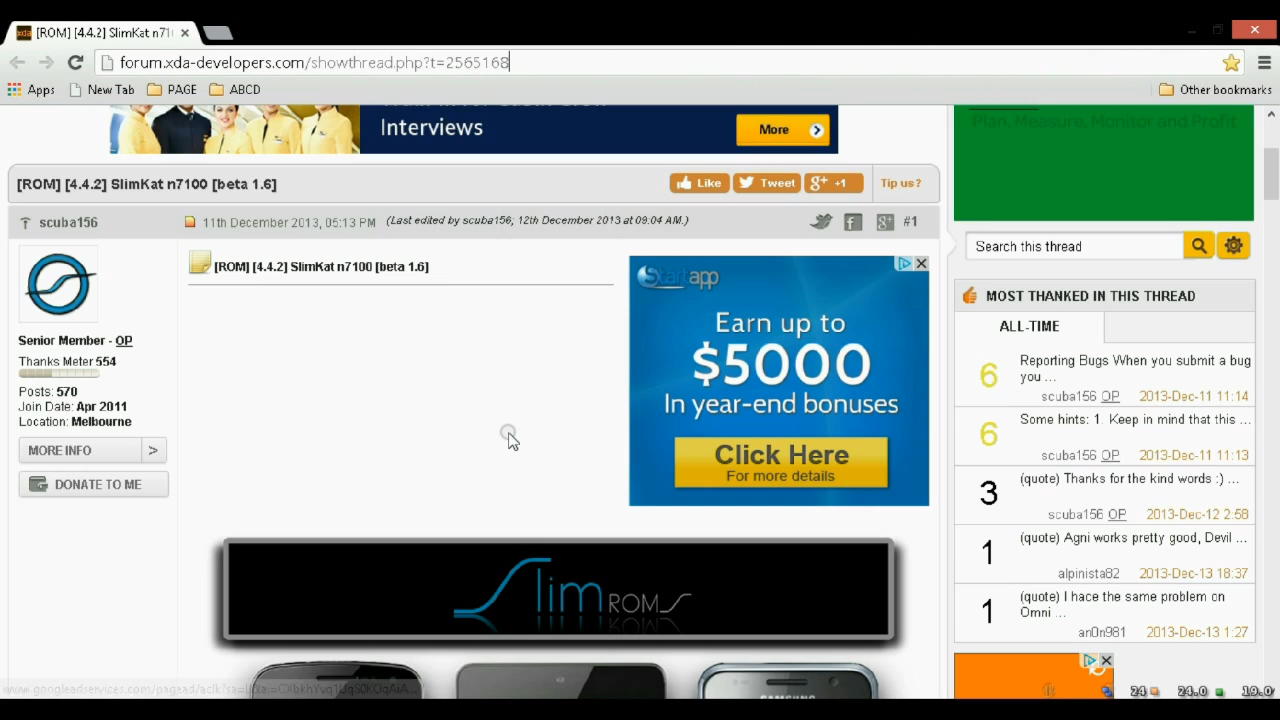 [ROM] [4.4.2] SlimKat n71
forum.xda-developers.com/showthread.php?t=2565168
Apps New Tab PAGE ABCD Other bookmarks
Interviews
More
Plan, Measure, Monitor and Profit
[ROM] [4.4.2] SlimKat n7100 [beta 1.6]
Like Tweet +1 Tip us?
scuba156
11th December 2013, 05:13 PM (Last edited by scuba156; 12th December 2013 at 09:04 AM.) #1
Search this thread
[ROM] [4.4.2] SlimKat n7100 [beta 1.6]
Senior Member - OP
Thanks Meter 554
Posts: 570
Join Date: Apr 2011
Location: Melbourne
MORE INFO >
DONATE TO ME
Startapp
Earn up to
$5000
In year-end bonuses
Click Here
For more details
MOST THANKED IN THIS THREAD
ALL-TIME
6 Reporting Bugs When you submit a bug
you ...
scuba156 OP 2013-Dec-11 11:14
6 Some hints: 1. Keep in mind that this ...
scuba156 OP 2013-Dec-11 11:13
3 (quote) Thanks for the kind words :) ...
scuba156 OP 2013-Dec-12 2:58
1 (quote) Agni works pretty good, Devil ...
alpinista82 2013-Dec-13 18:37
1 (quote) I hace the same problem on
Omni ...
an0n981 2013-Dec-13 1:27
Slim ROMS
SAMSUNG
24 24.0 19.0